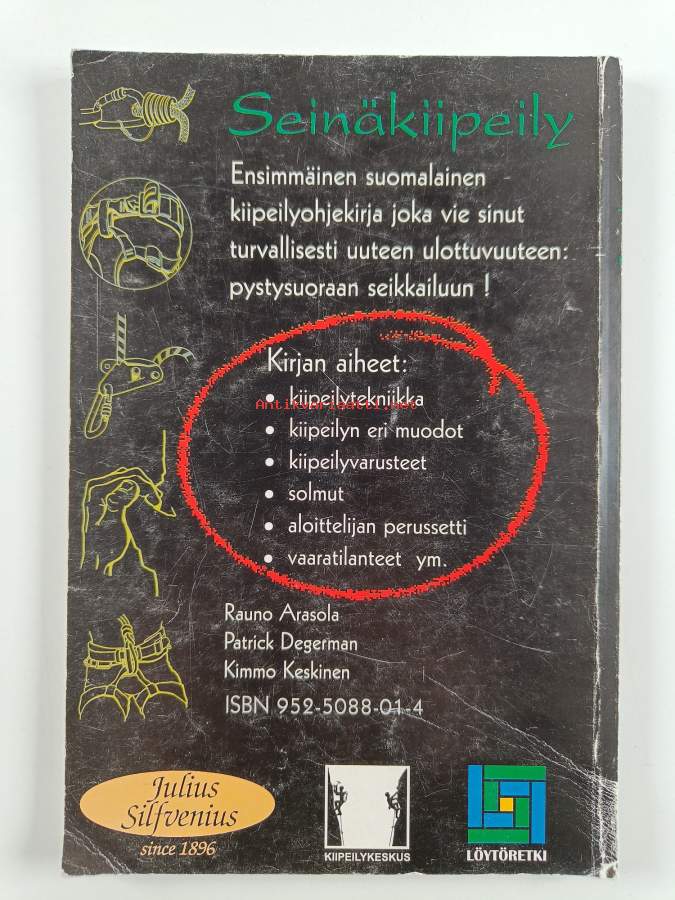 Seinäkiipeily
Ensimmäinen suomalainen
kiipeilyohjekirja joka vie sinut
turvallisesti uuteen ulottuvuuteen:
pystysuoraan seikkailuun !
Kirjan aiheet:
• kiipeilytekniikka
Antikvariaatti.net
• kiipeilyn eri muodot
• kiipeilyvarusteet
• solmut
• aloittelijan perussetti
• vaaratilanteet ym.
Rauno Arasola
Patrick Degerman
Kimmo Keskinen
ISBN 952-5088-01-4
Julius
Silfvenius
since 1896
KIIPEILYKESKUS
LÖYTÖRETKI